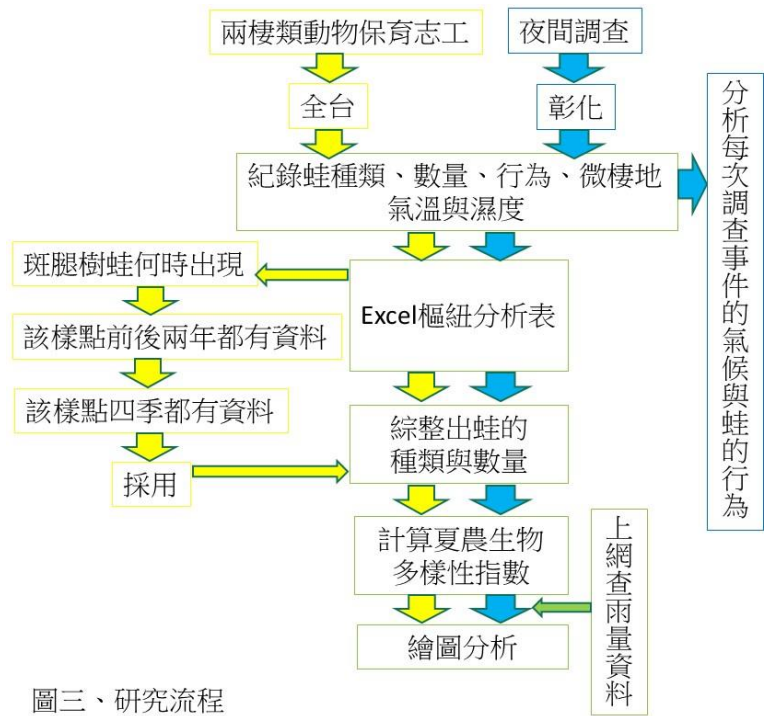 兩棲類動物保育志工
夜間調查
全台
彰化
紀錄蛙種類、數量、行為、微棲地
氣溫與濕度
分析每次調查事件的氣候與蛙的行為
斑腿樹蛙何時出現
Excel樞紐分析表
該樣點前後兩年都有資料
該樣點四季都有資料
採用
綜整出蛙的
種類與數量
計算夏農生物
多樣性指數
上網查雨量資料
繪圖分析
圖三、研究流程